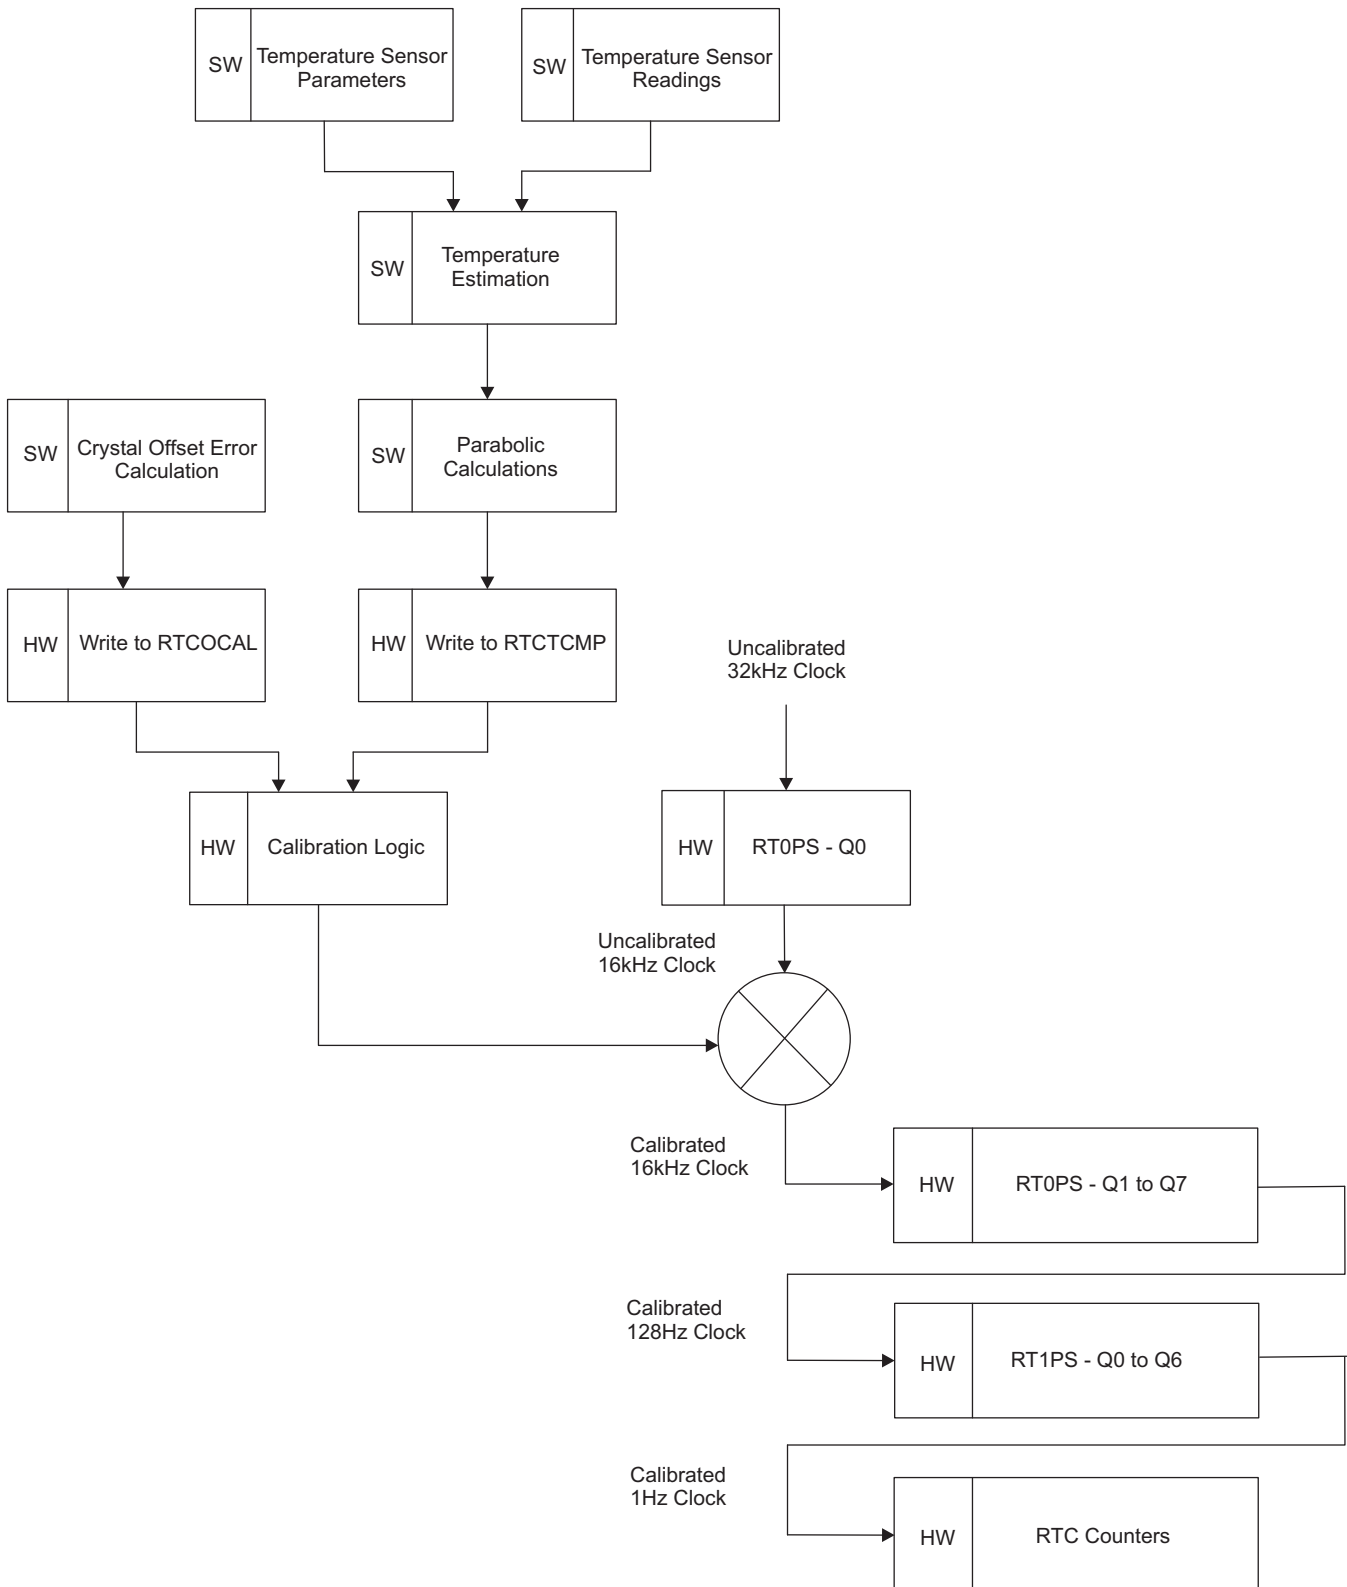 SW
Temperature Sensor
Parameters
SW
Temperature Sensor
Readings
SW
Temperature
Estimation
SW
Crystal Offset Error
Calculation
SW
Parabolic
Calculations
HW
Write to RTCOCAL
HW
Write to RTCTCMP
Uncalibrated
32kHz Clock
HW
Calibration Logic
HW
RT0PS - Q0
Uncalibrated
16kHz Clock
Calibrated
16kHz Clock
HW
RT0PS - Q1 to Q7
Calibrated
128Hz Clock
HW
RT1PS - Q0 to Q6
Calibrated
1Hz Clock
HW
RTC Counters